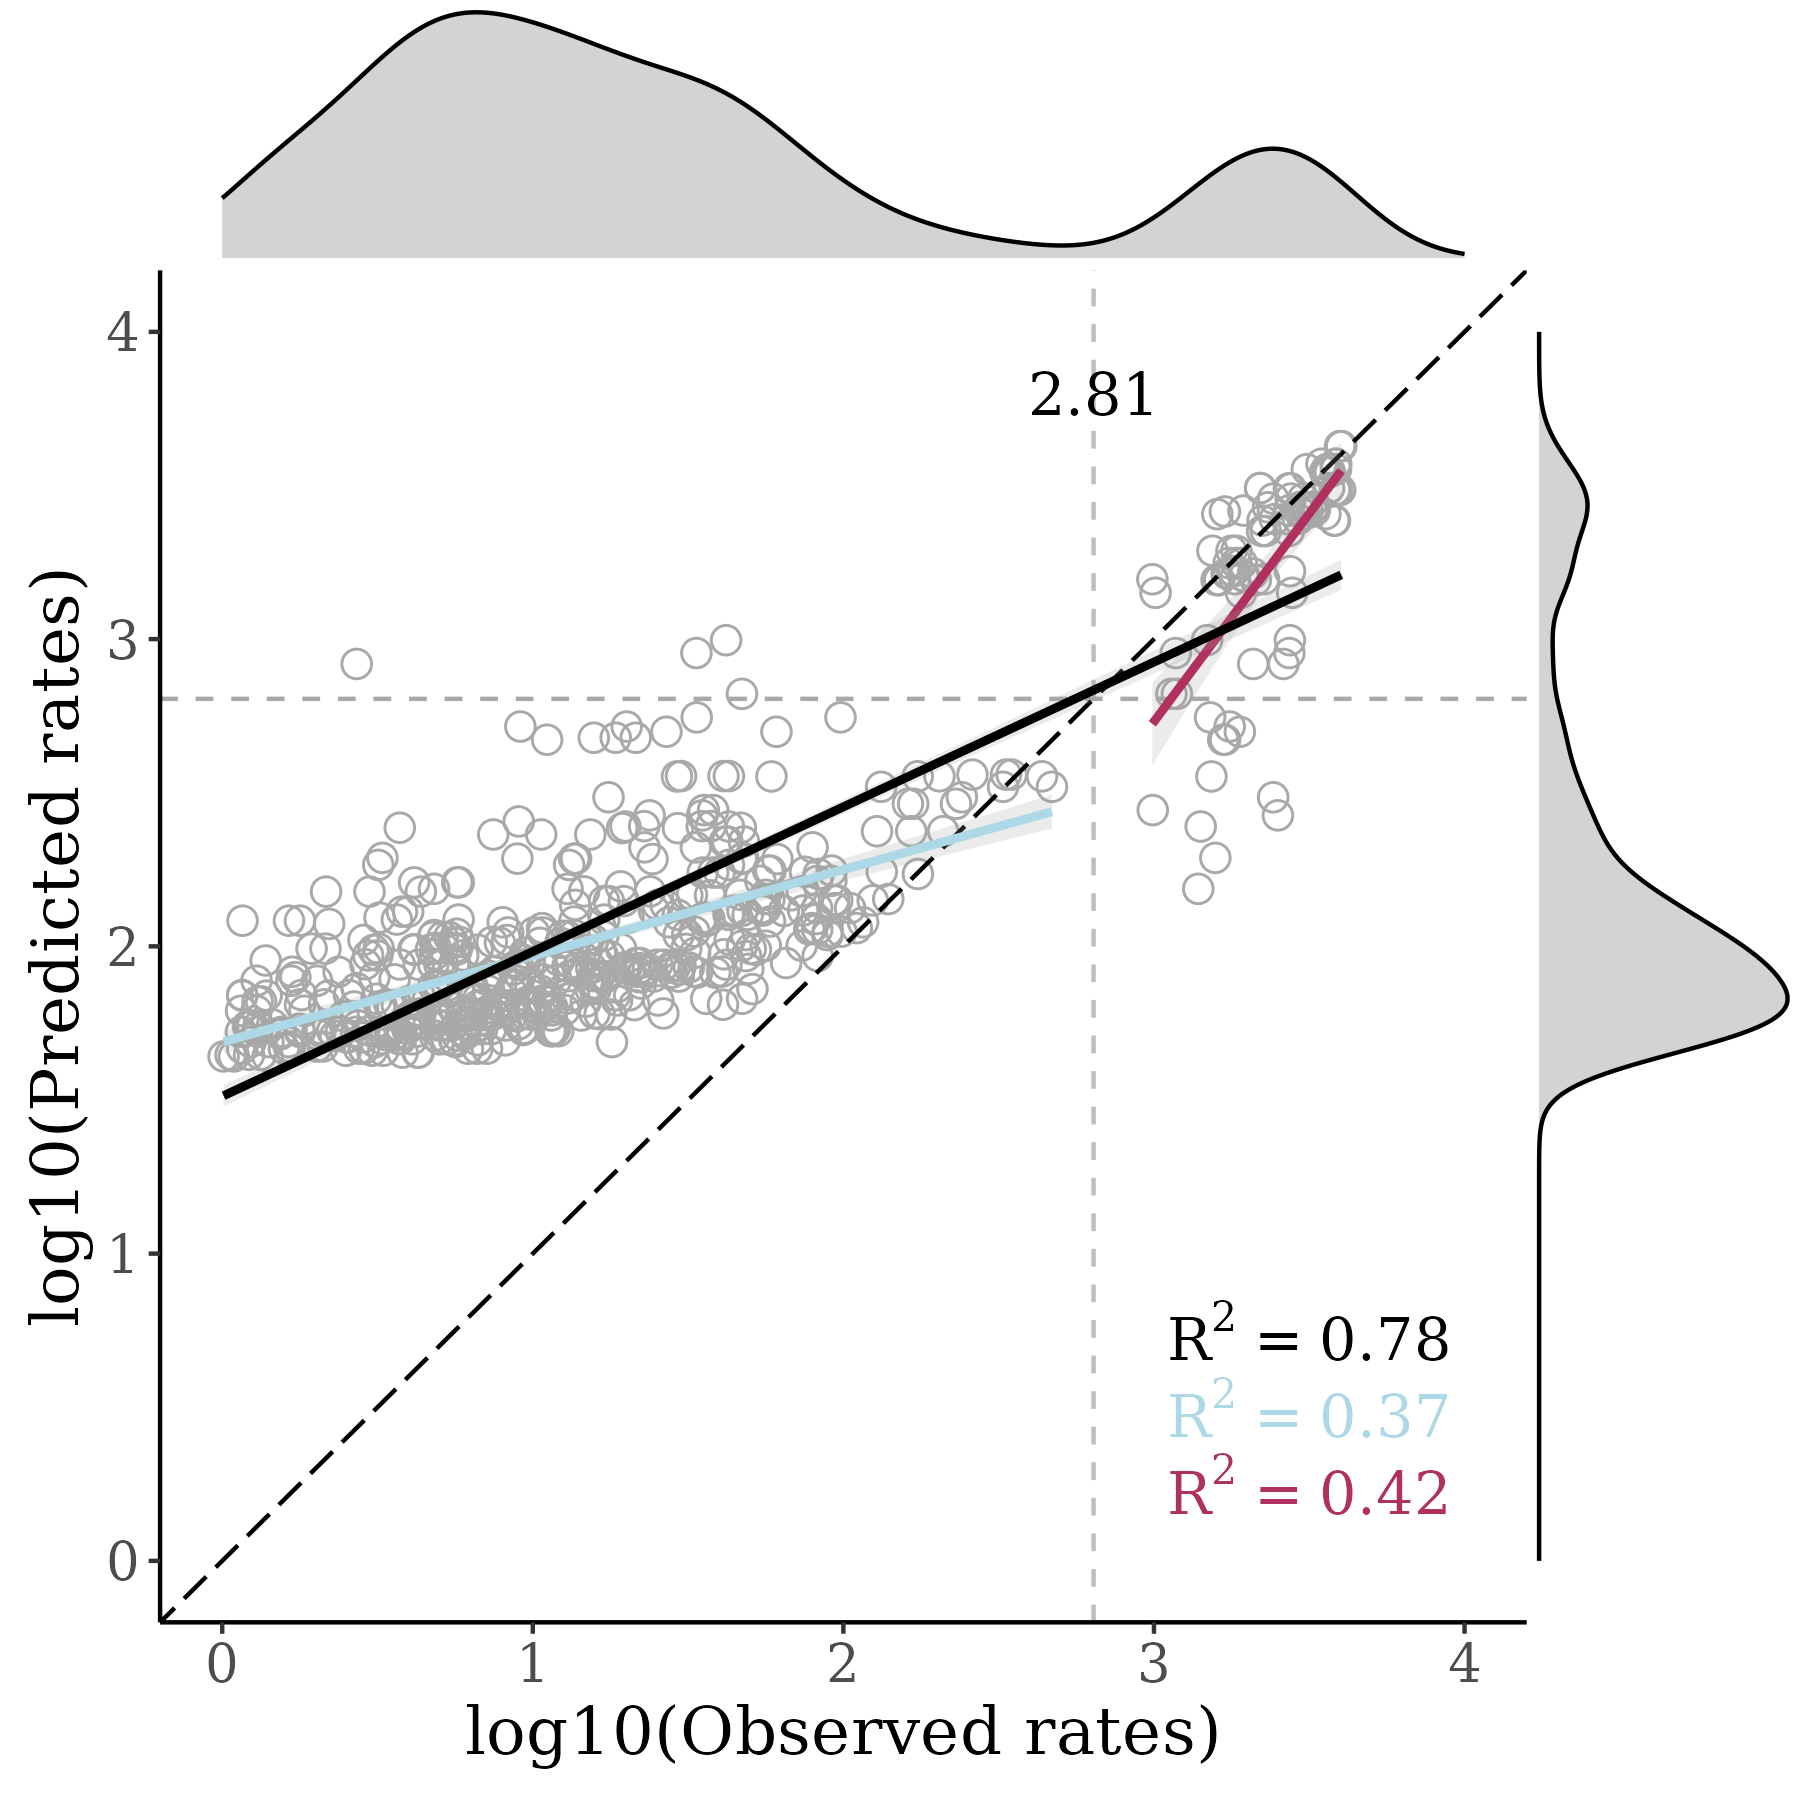 4
2.81
3
2
1
0
log10(Predicted rates)
R² = 0.78
R² = 0.37
R² = 0.42
0 1 2 3 4
log10(Observed rates)